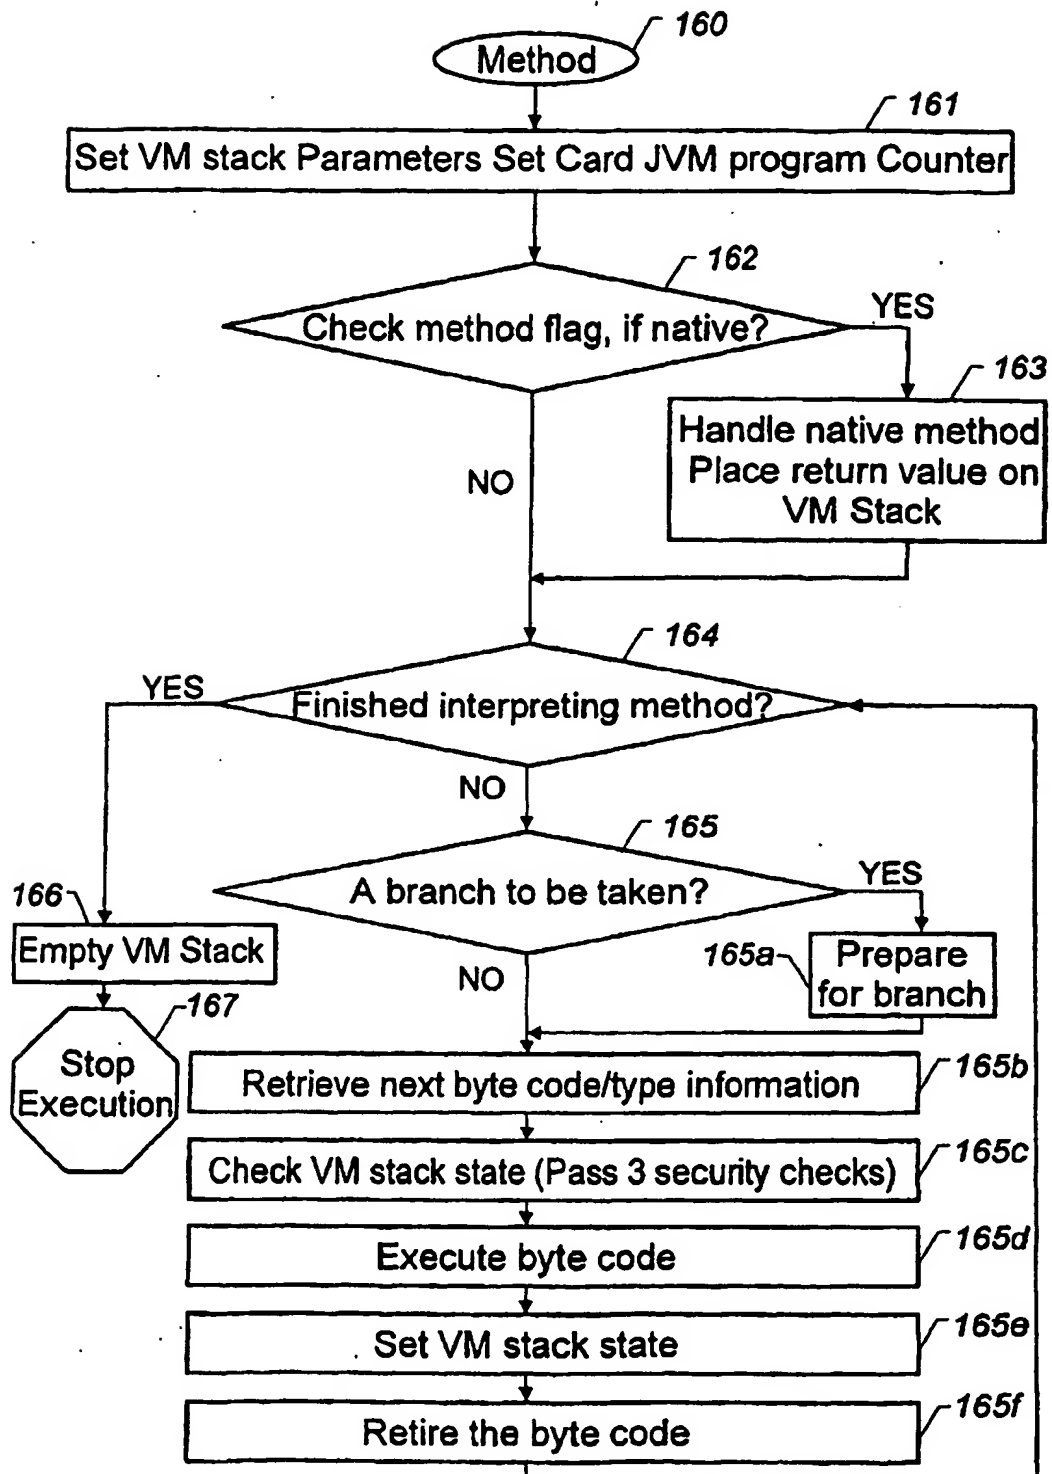 160
Method
161
Set VM stack Parameters Set Card JVM program Counter
162
Check method flag, if native?
YES
163
Handle native method
Place return value on
VM Stack
NO
164
YES
Finished interpreting method?
NO
165
A branch to be taken?
YES
166
Empty VM Stack
165a
Prepare
for branch
NO
167
Stop
Execution
Retrieve next byte code/type information
165b
Check VM stack state (Pass 3 security checks)
165c
Execute byte code
165d
Set VM stack state
165e
Retire the byte code
165f